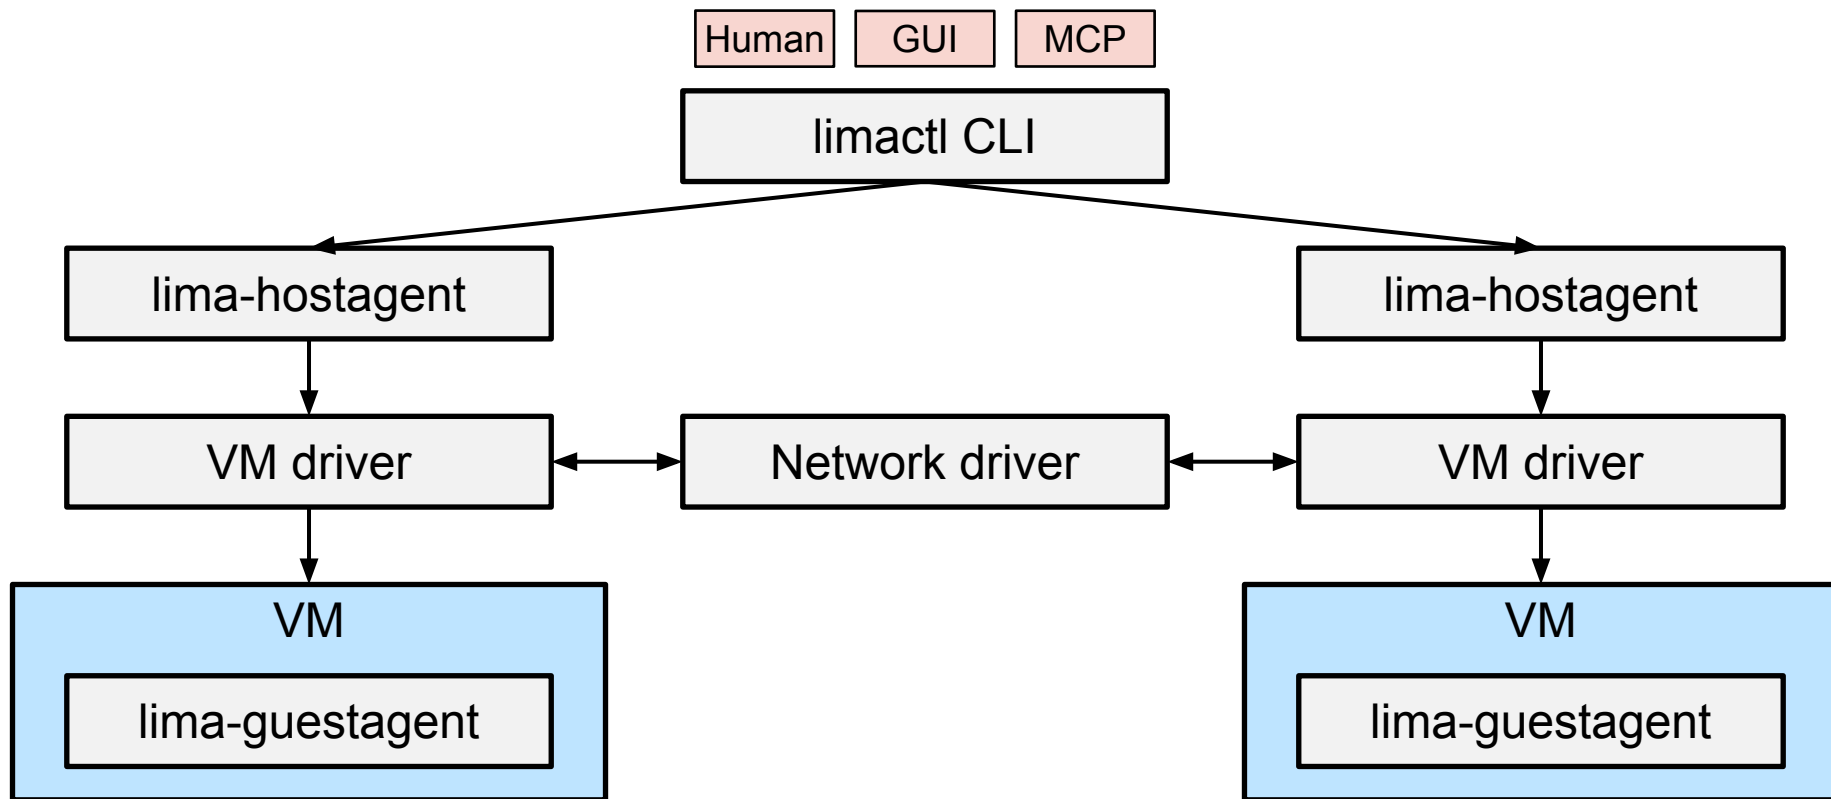 Human
GUI
MCP
limactl CLI
lima-hostagent
lima-hostagent
VM driver
Network driver
VM driver
VM
VM
lima-guestagent
lima-guestagent